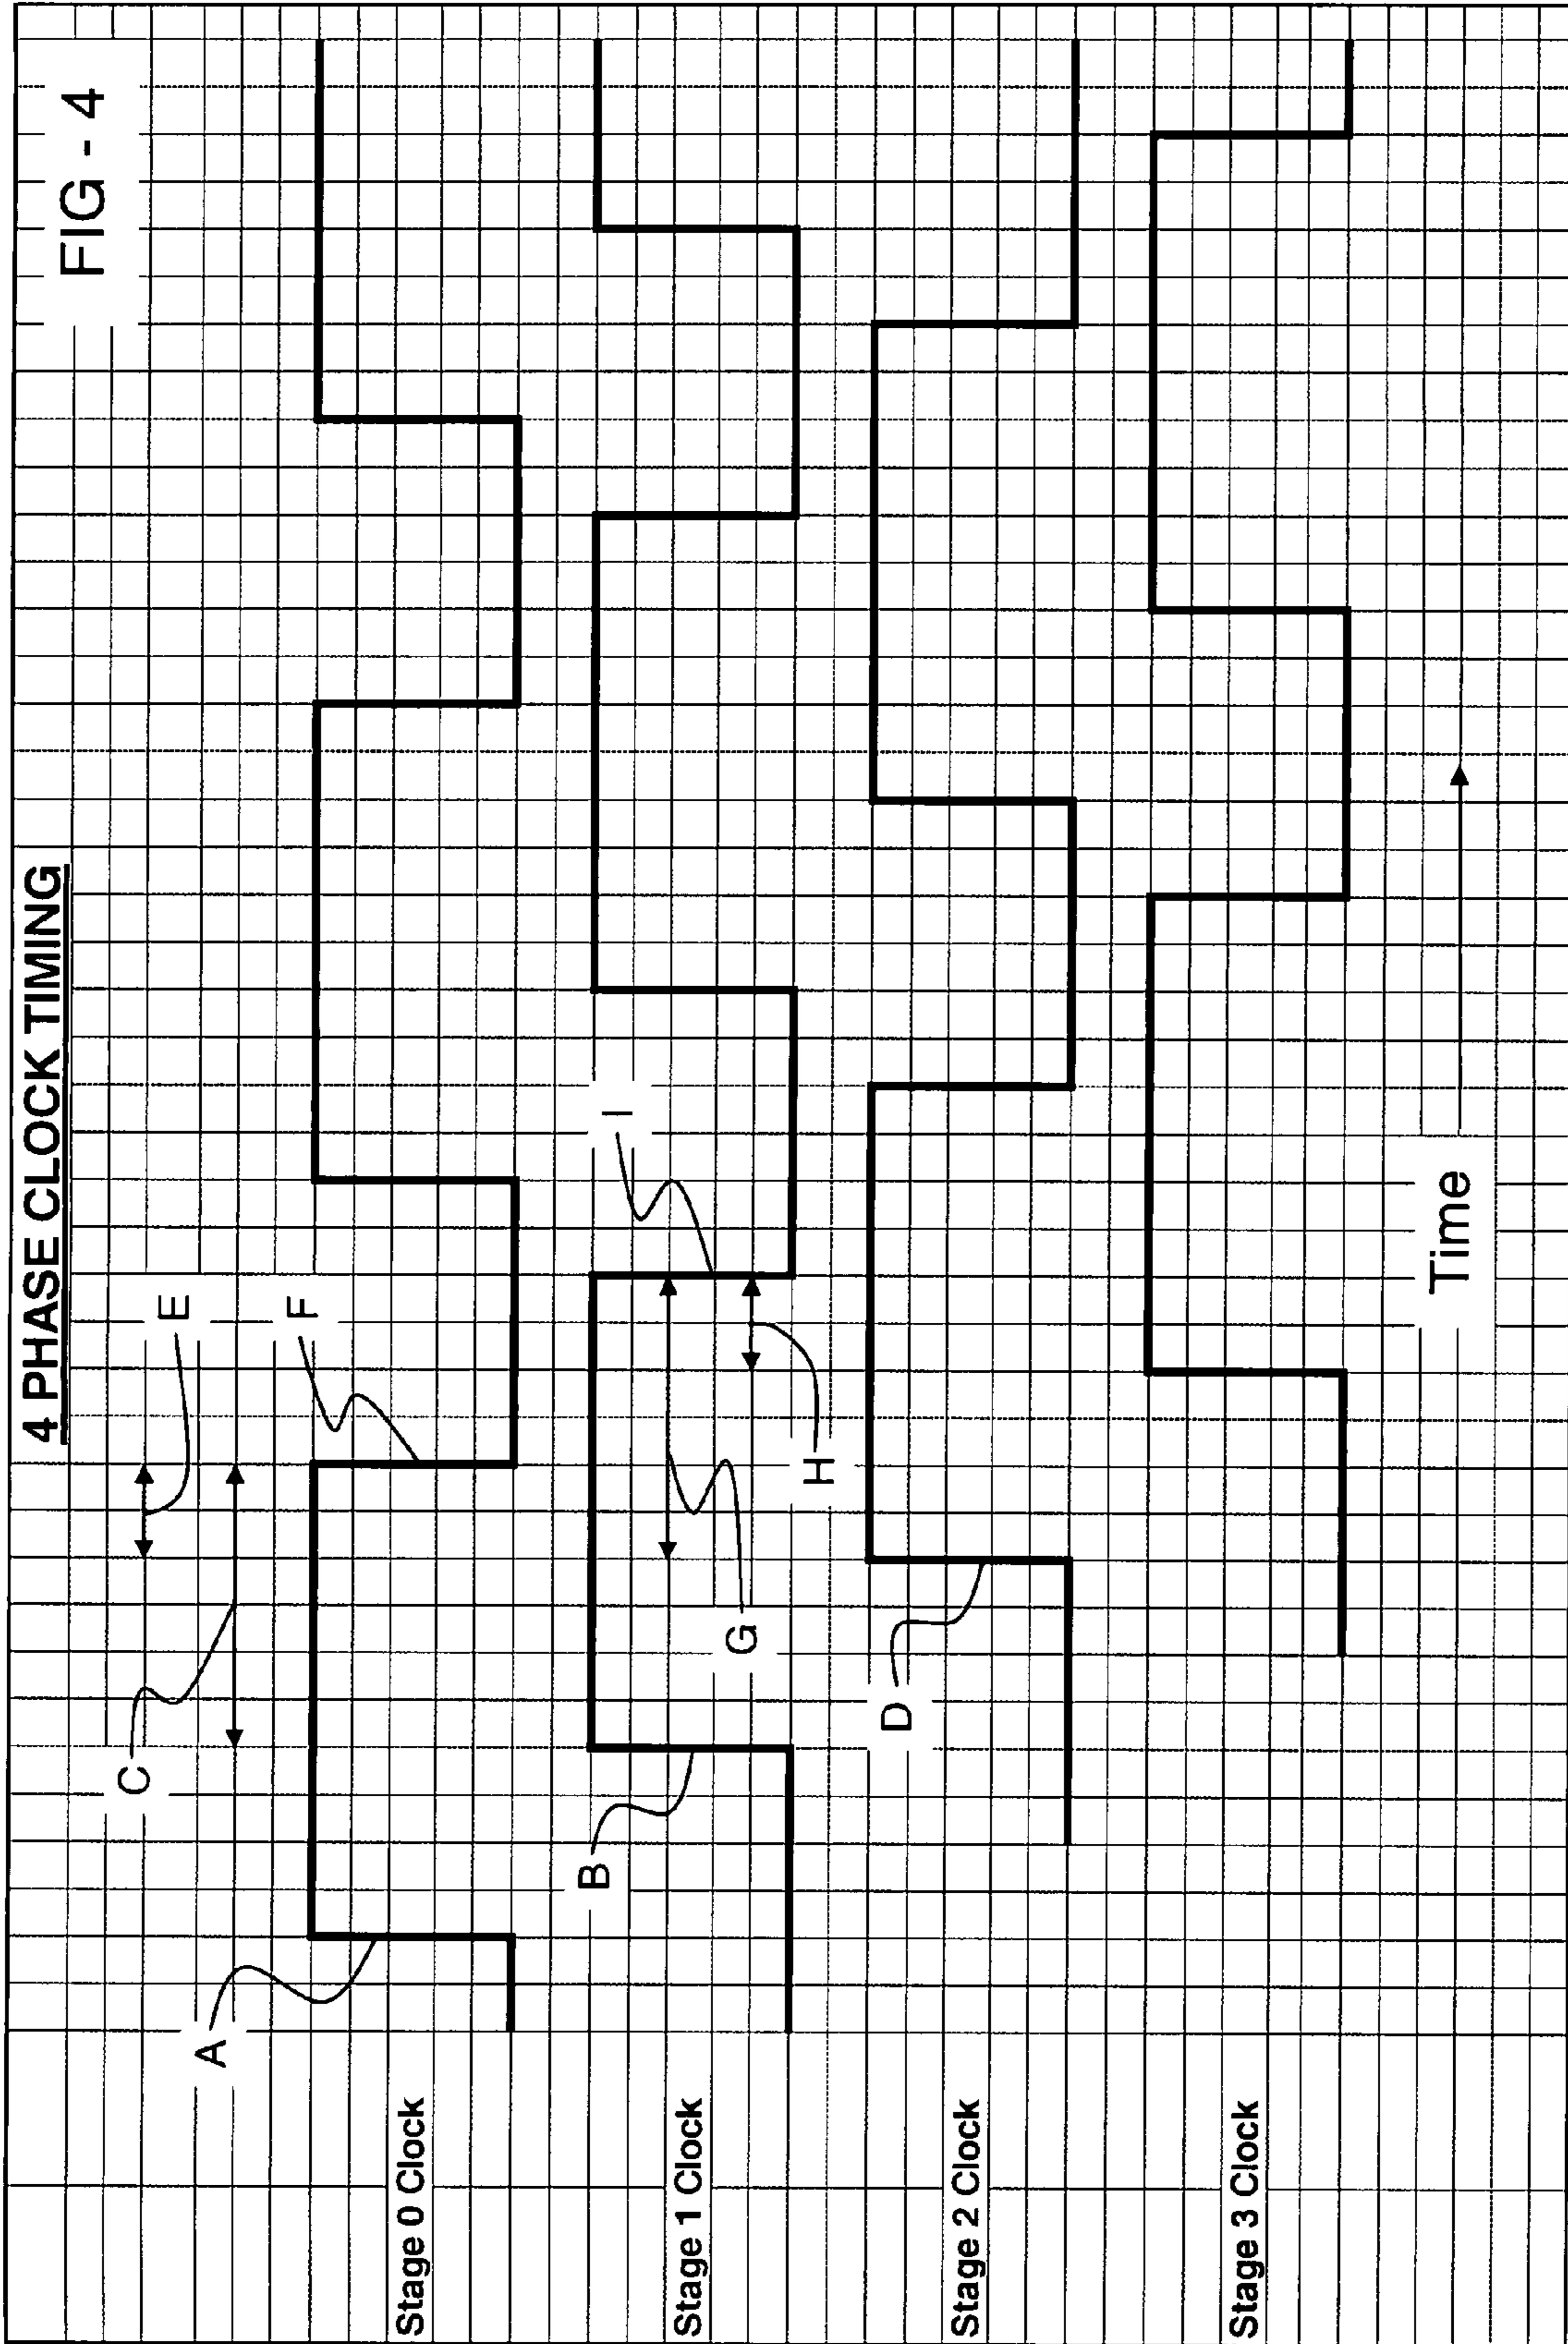 4 PHASE CLOCK TIMING
FIG - 4
C
E
A
F
Stage 0 Clock
B
I
G
Stage 1 Clock
H
D
Stage 2 Clock
Stage 3 Clock
Time